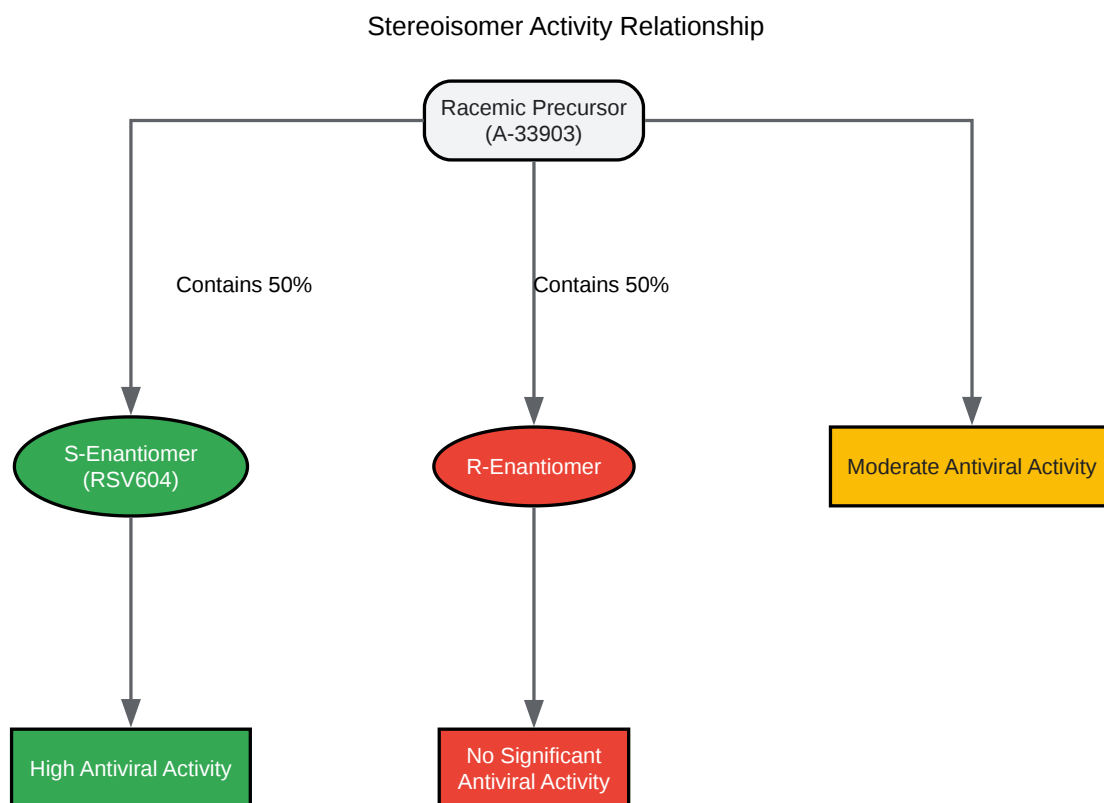 Stereoisomer Activity Relationship
Racemic Precursor
(A-33903)
Contains 50%
Contains 50%
S-Enantiomer
(RSV604)
R-Enantiomer
Moderate Antiviral Activity
High Antiviral Activity
No Significant
Antiviral Activity